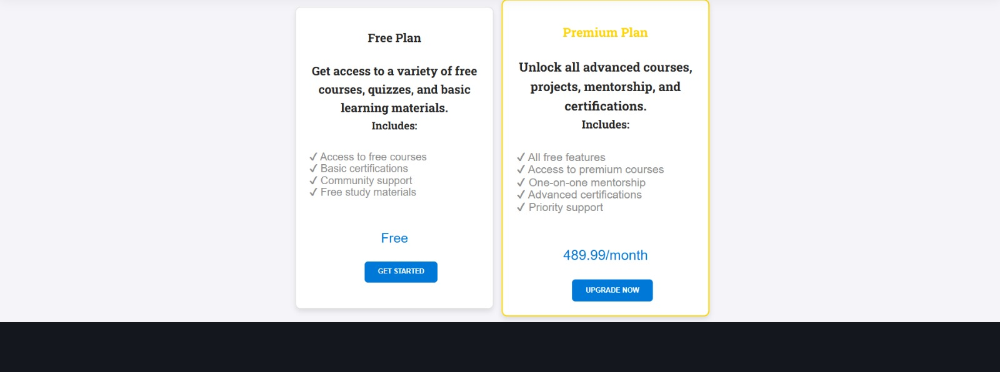 Free Plan
Get access to a variety of free
courses, quizzes, and basic
learning materials.
Includes:
✓ Access to free courses
✓ Basic certifications
✓ Community support
✓ Free study materials
Free
GET STARTED
Premium Plan
Unlock all advanced courses,
projects, mentorship, and
certifications.
Includes:
✓ All free features
✓ Access to premium courses
✓ One-on-one mentorship
✓ Advanced certifications
✓ Priority support
489.99/month
UPGRADE NOW